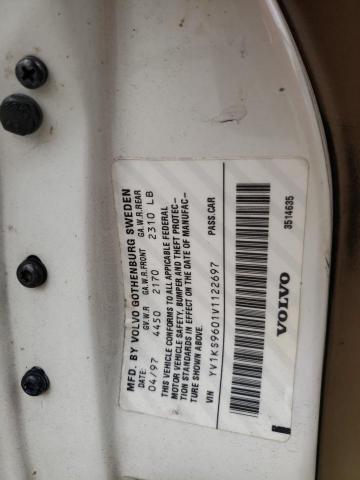 MFD. BY VOLVO GOTHENBURG SWEDEN
DATE: GV.W.R GA.W.R.FRONT GA.W.R.REAR
04/97 4450 2170 2310 LB
THIS VEHICLE CONFORMS TO ALL APPLICABLE FEDERAL
MOTOR VEHICLE SAFETY, BUMPER AND THEFT PROTEC-
TION STANDARDS IN EFFECT ON THE DATE OF MANUFAC-
TURE SHOWN ABOVE.
VIN YV1KS9601V1122697 PASS.CAR
VOLVO 3514635